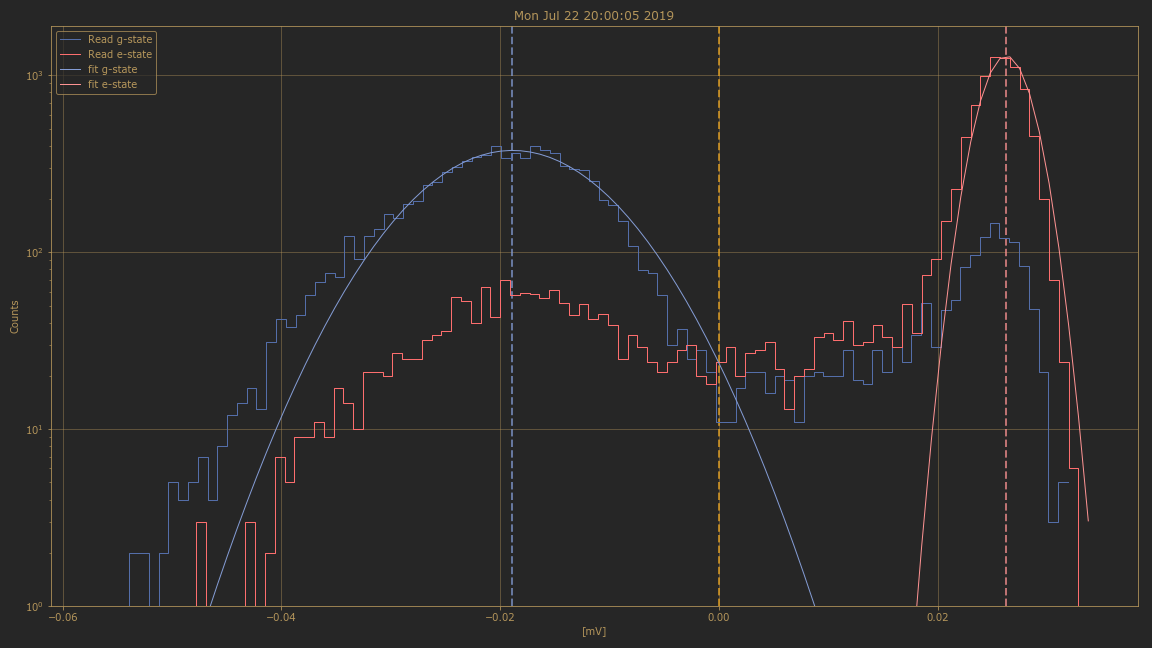 Mon Jul 22 20:00:05 2019
Read g-state
Read e-state
fit g-state
fit e-state
10³
10²
10¹
10⁰
Counts
−0.06
−0.04
−0.02
0.00
0.02
[mV]